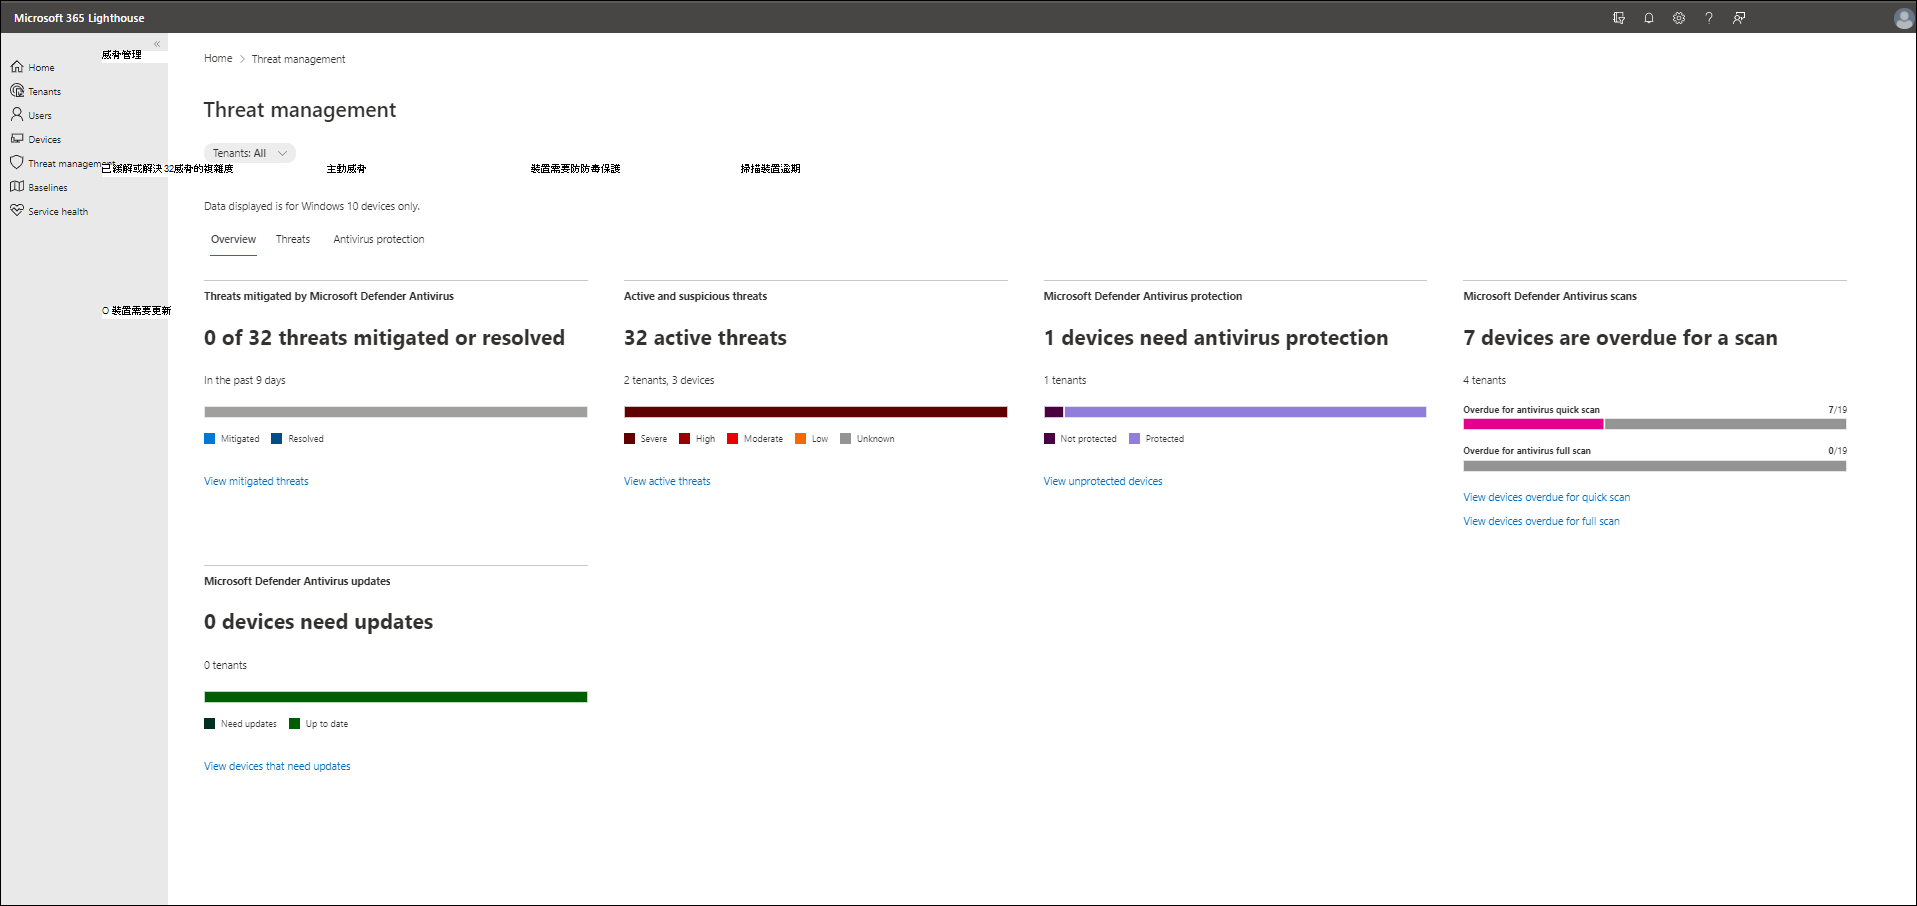 Microsoft 365 Lighthouse
威脅管理
Home
Tenants
Users
Devices
Threat management
Baselines
Service health
Home > Threat management
Threat management
Tenants: All
已緩解或解決 32威脅的複雜度
主動威脅
裝置需要防防毒保護
掃描裝置逾期
Data displayed is for Windows 10 devices only.
Overview Threats Antivirus protection
O 裝置需要更新
Threats mitigated by Microsoft Defender Antivirus
0 of 32 threats mitigated or resolved
In the past 9 days
Mitigated Resolved
View mitigated threats
Active and suspicious threats
32 active threats
2 tenants, 3 devices
Severe High Moderate Low Unknown
View active threats
Microsoft Defender Antivirus protection
1 devices need antivirus protection
1 tenants
Not protected Protected
View unprotected devices
Microsoft Defender Antivirus scans
7 devices are overdue for a scan
4 tenants
Overdue for antivirus quick scan 7/19
Overdue for antivirus full scan 0/19
View devices overdue for quick scan
View devices overdue for full scan
Microsoft Defender Antivirus updates
0 devices need updates
0 tenants
Need updates Up to date
View devices that need updates